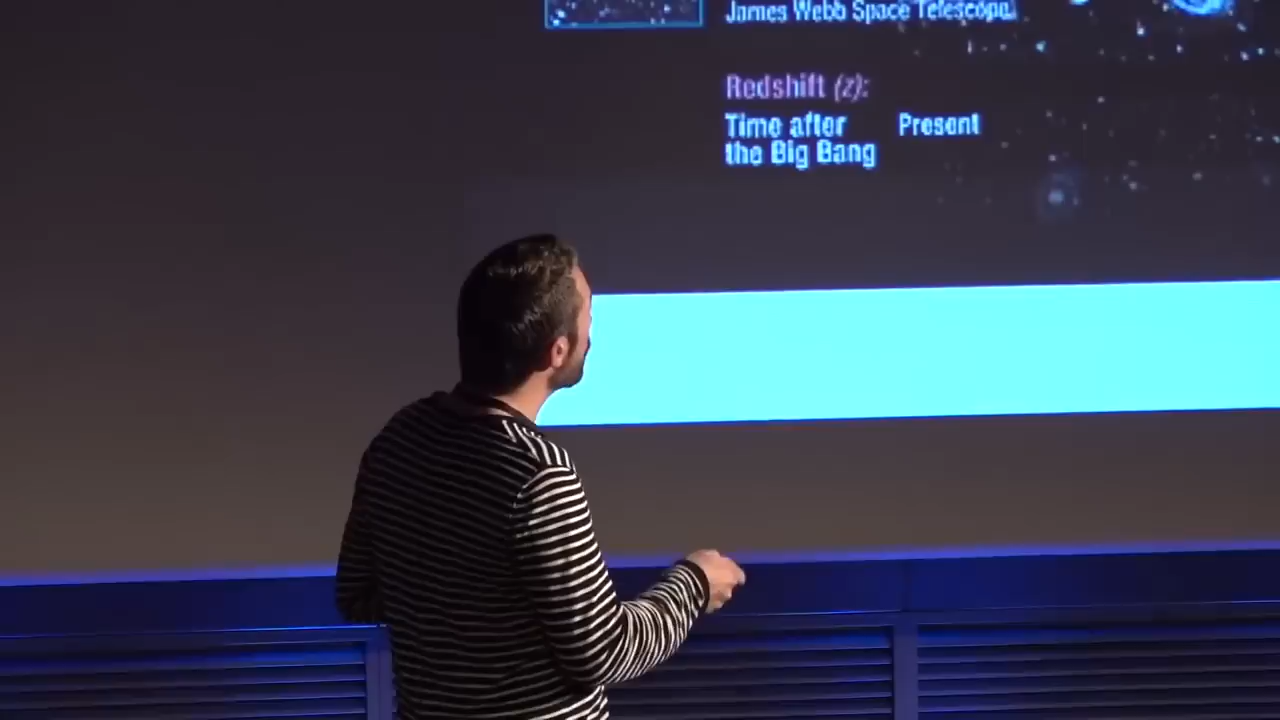 James Webb Space Telescope
Redshift (z):
Time after Present
the Big Bang